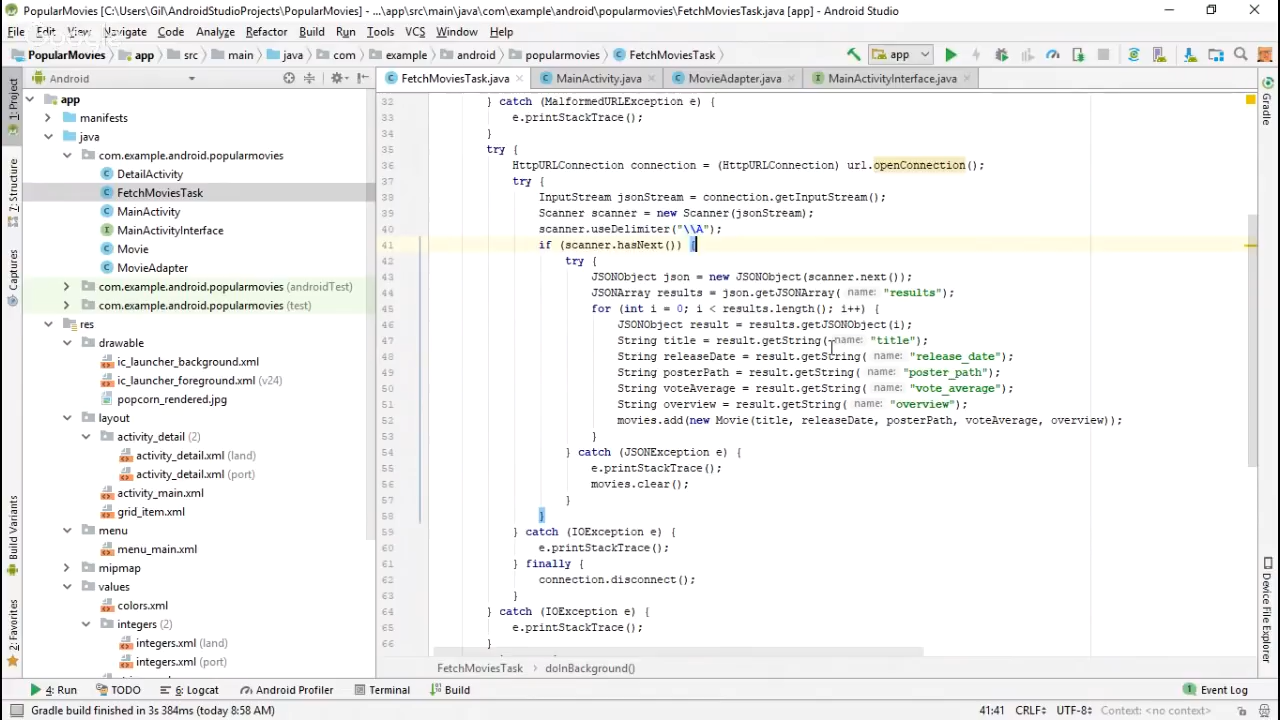 PopularMovies [C:\Users\Gil\AndroidStudioProjects\PopularMovies] - ...\app\src\main\java\com\example\android\popularmovies\FetchMoviesTask.java [app] - Android Studio
File Edit View Navigate Code Analyze Refactor Build Run Tools VCS Window Help
PopularMovies app src main java com example android popularmovies FetchMoviesTask app
Android
FetchMoviesTask.java MainActivity.java MovieAdapter.java MainActivityInterface.java
1: Project
7: Structure
Captures
Build Variants
2: Favorites
app
manifests
java
com.example.android.popularmovies
DetailActivity
FetchMoviesTask
MainActivity
MainActivityInterface
Movie
MovieAdapter
com.example.android.popularmovies (androidTest)
com.example.android.popularmovies (test)
res
drawable
ic_launcher_background.xml
ic_launcher_foreground.xml (v24)
popcorn_rendered.jpg
layout
activity_detail (2)
activity_detail.xml (land)
activity_detail.xml (port)
activity_main.xml
grid_item.xml
menu
menu_main.xml
mipmap
values
colors.xml
integers (2)
integers.xml (land)
integers.xml (port)
32 } catch (MalformedURLException e) {
33 e.printStackTrace();
34 }
35 try {
36 HttpURLConnection connection = (HttpURLConnection) url.openConnection();
37 try {
38 InputStream jsonStream = connection.getInputStream();
39 Scanner scanner = new Scanner(jsonStream);
40 scanner.useDelimiter("\\A");
41 if (scanner.hasNext()) {
42 try {
43 JSONObject json = new JSONObject(scanner.next());
44 JSONArray results = json.getJSONArray( name: "results");
45 for (int i = 0; i < results.length(); i++) {
46 JSONObject result = results.getJSONObject(i);
47 String title = result.getString( name: "title");
48 String releaseDate = result.getString( name: "release_date");
49 String posterPath = result.getString( name: "poster_path");
50 String voteAverage = result.getString( name: "vote_average");
51 String overview = result.getString( name: "overview");
52 movies.add(new Movie(title, releaseDate, posterPath, voteAverage, overview));
53 }
54 } catch (JSONException e) {
55 e.printStackTrace();
56 movies.clear();
57 }
58 }
59 } catch (IOException e) {
60 e.printStackTrace();
61 } finally {
62 connection.disconnect();
63 }
64 } catch (IOException e) {
65 e.printStackTrace();
66 }
FetchMoviesTask doInBackground()
Gradle
Device File Explorer
4: Run TODO 6: Logcat Android Profiler Terminal Build Event Log
Gradle build finished in 3s 384ms (today 8:58 AM) 41:41 CRLF UTF-8 Context: <no context>